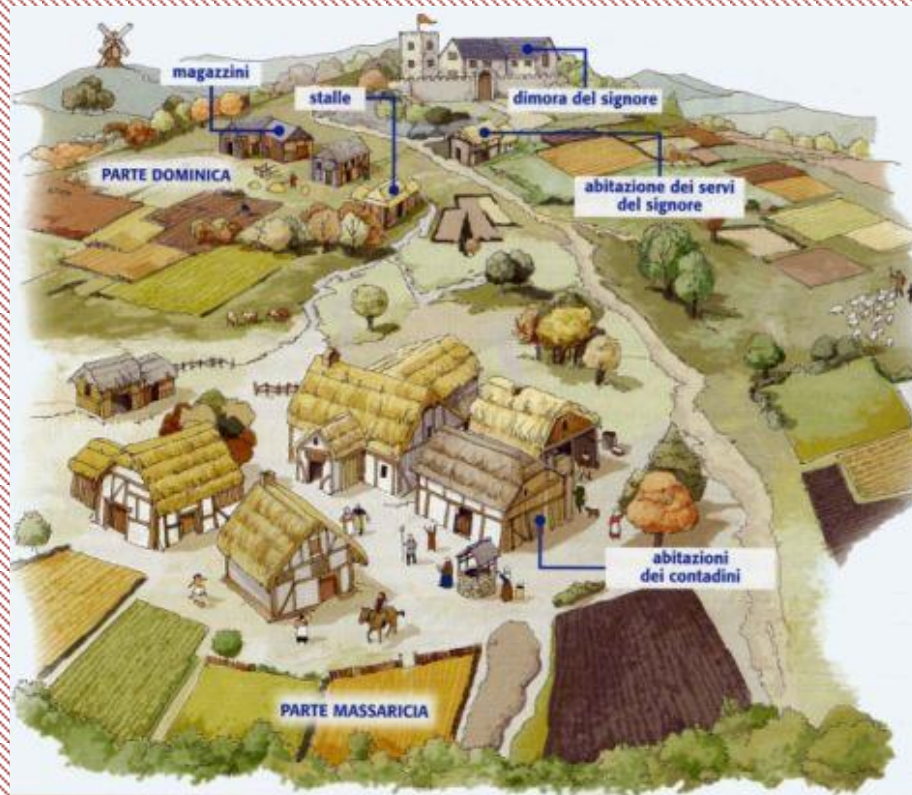 magazzini
stalle
dimora del signore
PARTE DOMINICA
abitazione dei servi
del signore
abitazioni
dei contadini
PARTE MASSARICIA